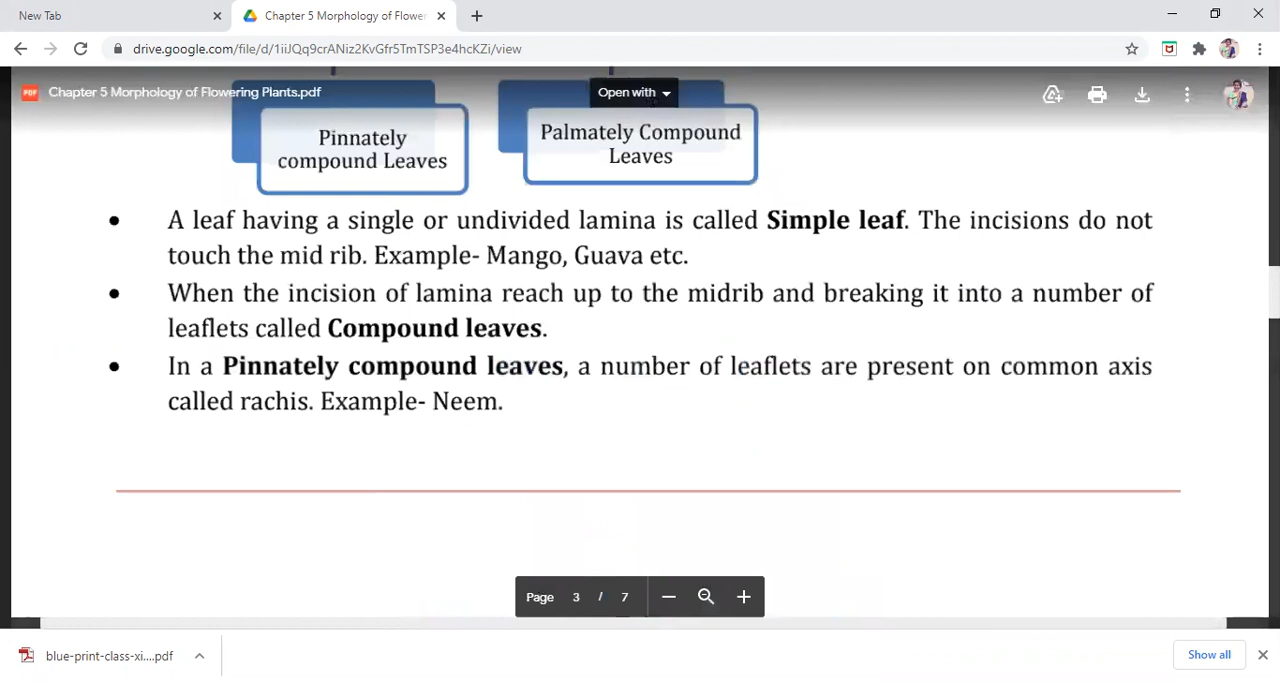 New Tab
Chapter 5 Morphology of Flower
drive.google.com/file/d/1iiJQq9crANiz2KvGfr5TmTSP3e4hcKZi/view
PDF
Chapter 5 Morphology of Flowering Plants.pdf
Open with
Pinnately
compound Leaves
Palmately Compound
Leaves
• A leaf having a single or undivided lamina is called Simple leaf. The incisions do not
touch the mid rib. Example- Mango, Guava etc.
• When the incision of lamina reach up to the midrib and breaking it into a number of
leaflets called Compound leaves.
• In a Pinnately compound leaves, a number of leaflets are present on common axis
called rachis. Example- Neem.
Page 3 / 7
blue-print-class-xi....pdf
Show all